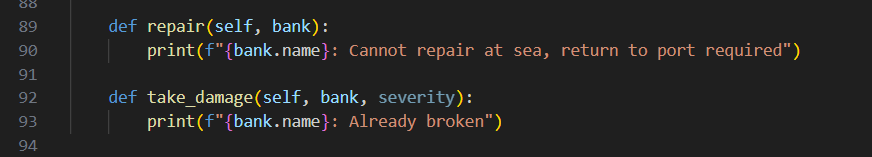 88
89 def repair(self, bank):
90 print(f"{bank.name}: Cannot repair at sea, return to port required")
91
92 def take_damage(self, bank, severity):
93 print(f"{bank.name}: Already broken")
94